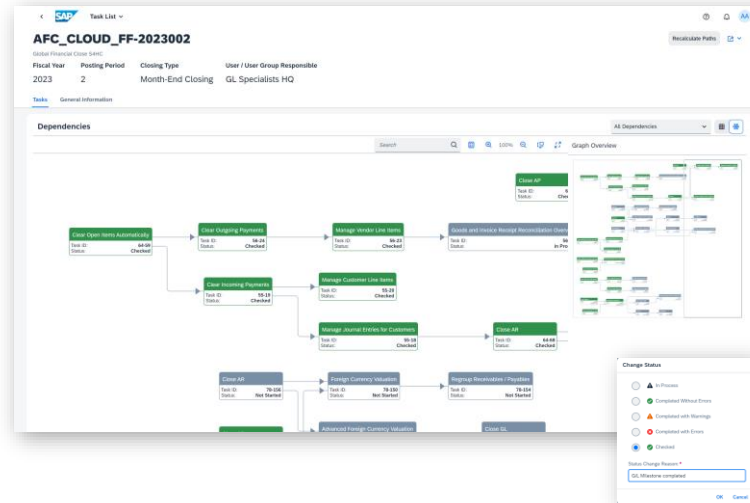 SAP Task List
AA
AFC_CLOUD_FF-2023002
Recalculate Paths
Global Financial Close S4HC
Fiscal Year Posting Period Closing Type User / User Group Responsible
2023 2 Month-End Closing GL Specialists HQ
Tasks General Information
Dependencies
All Dependencies
Search
100%
Graph Overview
Close AP
Task ID:
Status:
Clear Open Items Automatically
Task ID: 64-59
Status: Checked
Clear Outgoing Payments
Task ID: 56-24
Status: Checked
Manage Vendor Line Items
Task ID: 56-23
Status: Checked
Goods and Invoice Receipt Reconciliation
Task ID: 56
Status: In Pro
Clear Incoming Payments
Task ID: 55-19
Status: Checked
Manage Customer Line Items
Task ID: 55-20
Status: Checked
Manage Journal Entries for Customers
Task ID: 55-18
Status: Checked
Close AR
Task ID: 64-60
Status: Checked
Close AR
Task ID: 78-156
Status: Not Started
Foreign Currency Valuation
Task ID: 78-150
Status: Not Started
Regroup Receivables / Payables
Task ID: 78-154
Status: Not Started
Advanced Foreign Currency Valuation
Close GL
Change Status
In Process
Completed Without Errors
Completed with Warnings
Completed with Errors
Checked
Status Change Reason *
G/L Milestone completed
OK Cancel